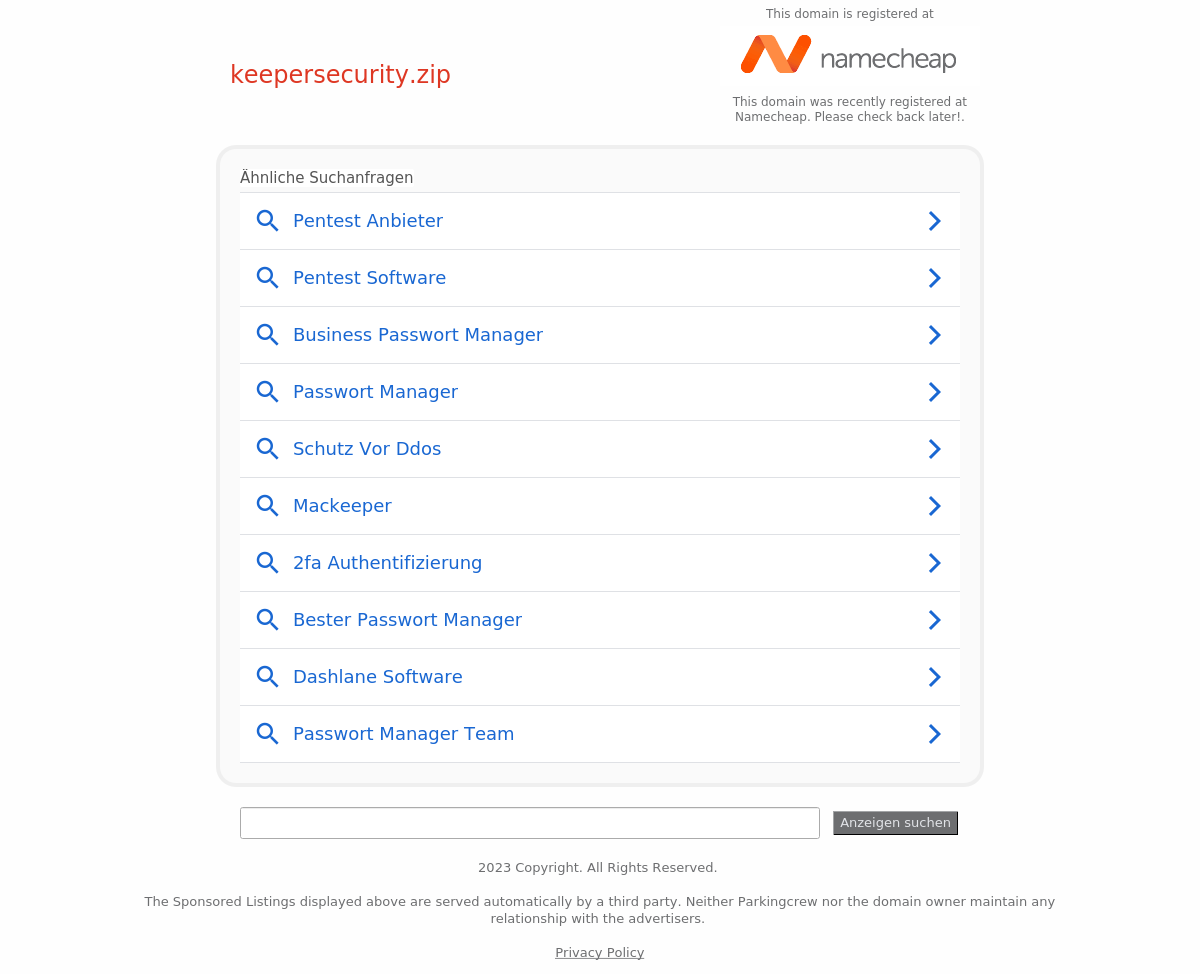 This domain is registered at
namecheap
keepersecurity.zip
This domain was recently registered at
Namecheap. Please check back later!.
Ähnliche Suchanfragen
Pentest Anbieter
Pentest Software
Business Passwort Manager
Passwort Manager
Schutz Vor Ddos
Mackeeper
2fa Authentifizierung
Bester Passwort Manager
Dashlane Software
Passwort Manager Team
Anzeigen suchen
2023 Copyright. All Rights Reserved.
The Sponsored Listings displayed above are served automatically by a third party. Neither Parkingcrew nor the domain owner maintain any
relationship with the advertisers.
Privacy Policy